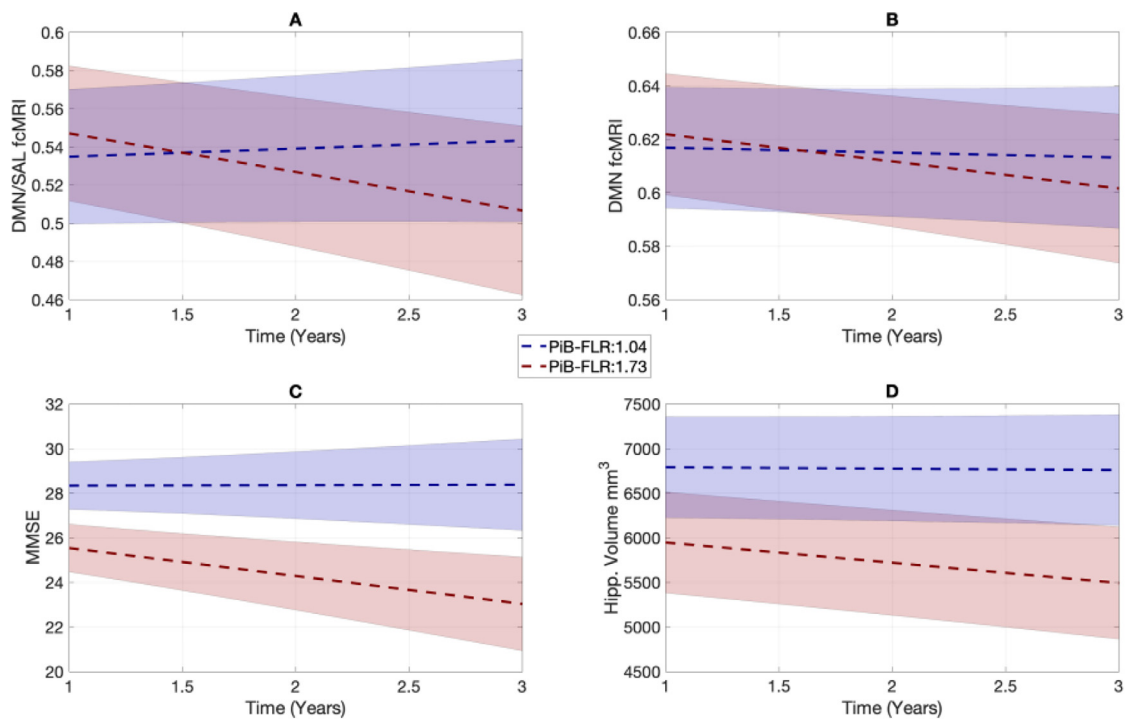 A
0.6
0.58
0.56
0.54
0.52
0.5
0.48
0.46
DMN/SAL fcMRI
1 1.5 2 2.5 3
Time (Years)
B
0.66
0.64
0.62
0.6
0.58
0.56
DMN fcMRI
1 1.5 2 2.5 3
Time (Years)
PiB-FLR:1.04
PiB-FLR:1.73
C
32
30
28
26
24
22
20
MMSE
1 1.5 2 2.5 3
Time (Years)
D
7500
7000
6500
6000
5500
5000
4500
Hipp. Volume mm³
1 1.5 2 2.5 3
Time (Years)